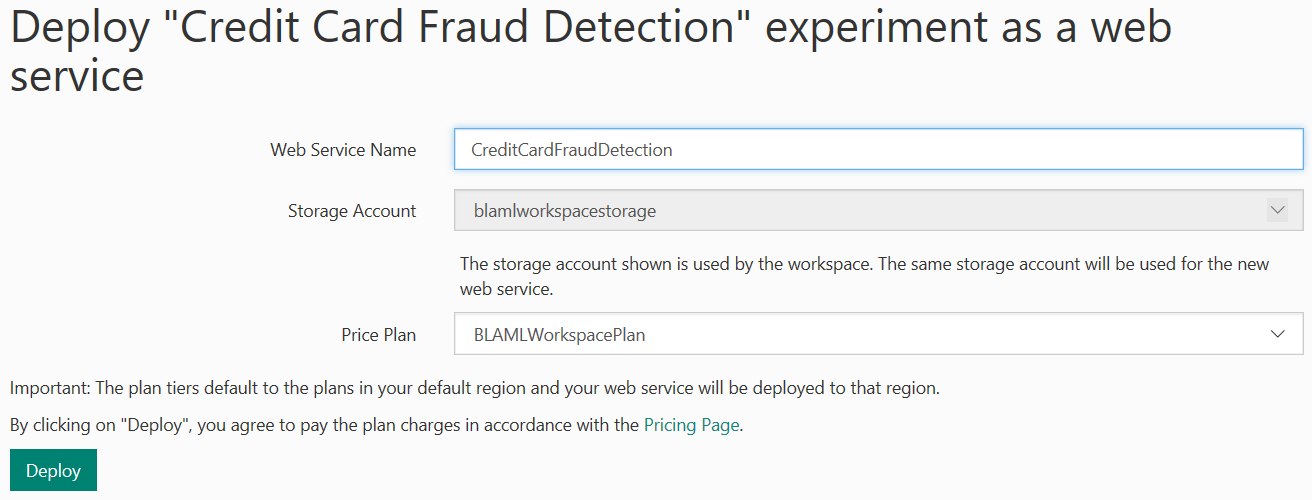 Deploy "Credit Card Fraud Detection" experiment as a web
service
Web Service Name
CreditCardFraudDetection
Storage Account
blamlworkspacestorage
The storage account shown is used by the workspace. The same storage account will be used for the new
web service.
Price Plan
BLAMLWorkspacePlan
Important: The plan tiers default to the plans in your default region and your web service will be deployed to that region.
By clicking on "Deploy", you agree to pay the plan charges in accordance with the Pricing Page.
Deploy